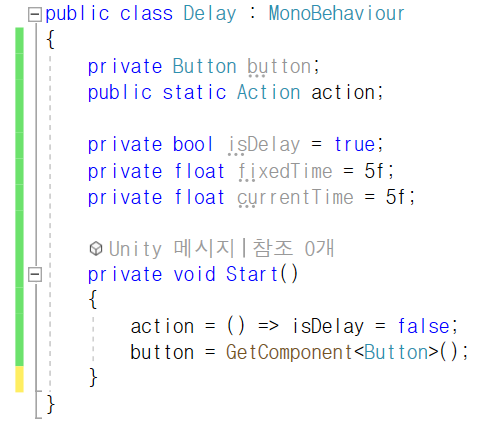 public class Delay : MonoBehaviour
{
    private Button button;
    public static Action action;

    private bool isDelay = true;
    private float fixedTime = 5f;
    private float currentTime = 5f;

    Unity 메시지|참조 0개
    private void Start()
    {
        action = () => isDelay = false;
        button = GetComponent<Button>();
    }
}